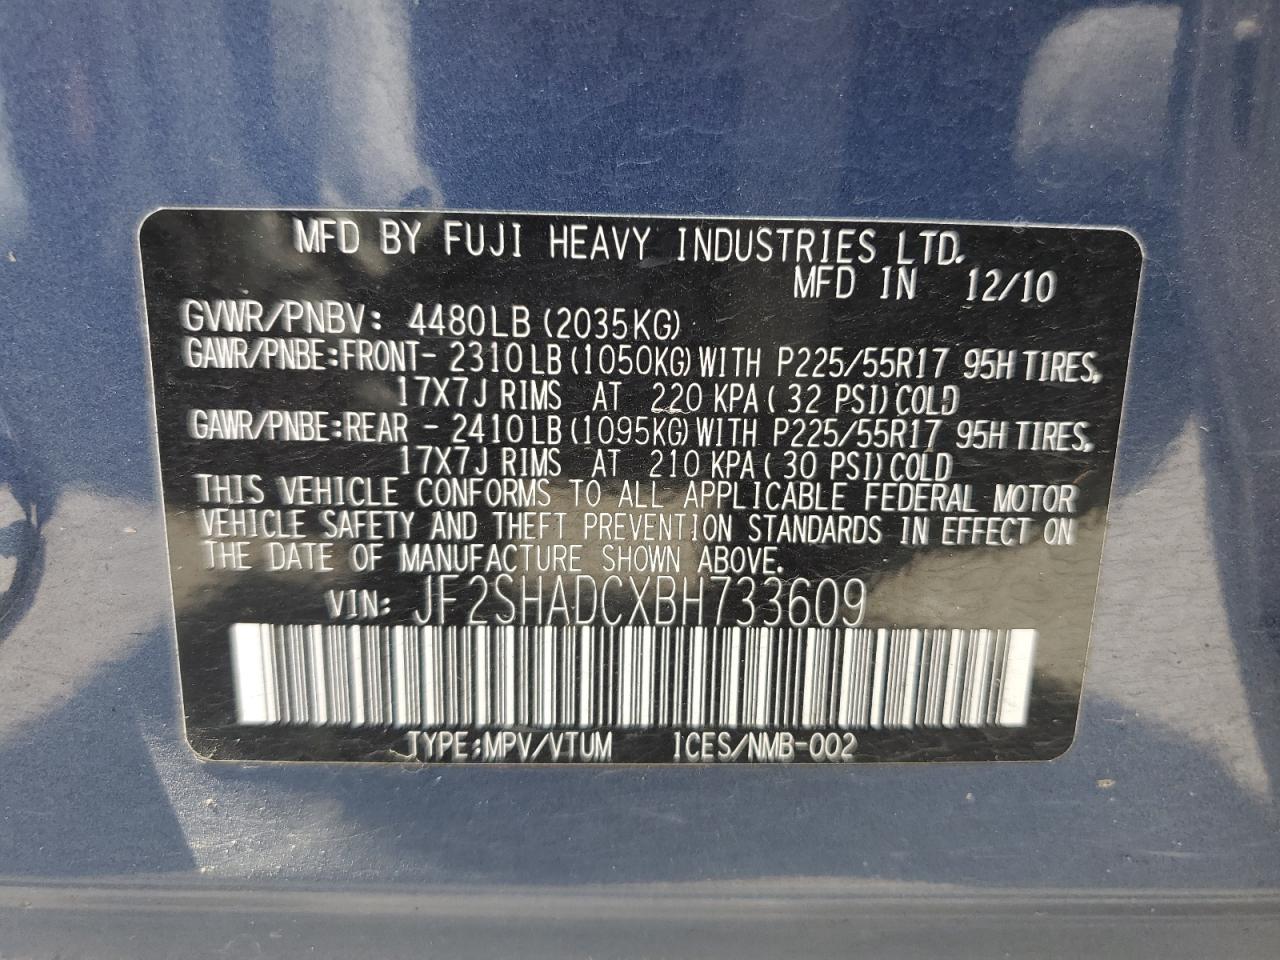 MFD BY FUJI HEAVY INDUSTRIES LTD.
MFD IN 12/10
GVWR/PNBV: 4480LB (2035KG)
GAWR/PNBE:FRONT- 2310LB(1050KG)WITH P225/55R17 95H TIRES,
17X7J RIMS AT 220 KPA( 32 PSI)COLD
GAWR/PNBE:REAR - 2410LB(1095KG)WITH P225/55R17 95H TIRES,
17X7J RIMS AT 210 KPA( 30 PSI)COLD
THIS VEHICLE CONFORMS TO ALL APPLICABLE FEDERAL MOTOR
VEHICLE SAFETY AND THEFT PREVENTION STANDARDS IN EFFECT ON
THE DATE OF MANUFACTURE SHOWN ABOVE.
VIN: JF2SHADCXBH733609
TYPE:MPV/VTUM ICES/NMB-002